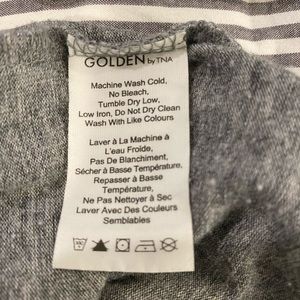 GOLDEN by TNA
Machine Wash Cold,
No Bleach,
Tumble Dry Low,
Low Iron, Do Not Dry Clean
Wash With Like Colours
Laver À La Machine À
L'eau Froide,
Pas De Blanchiment,
Sécher à Basse Température,
Repasser à Basse
Température,
Ne Pas Nettoyer à Sec
Laver Avec Des Couleurs
Semblables